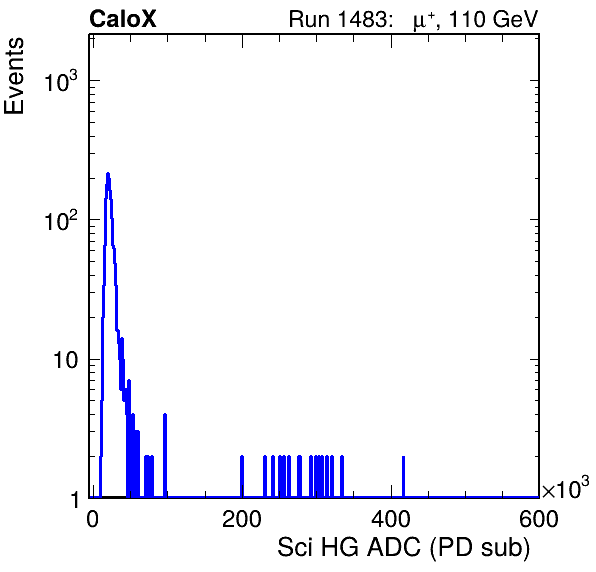 CaloX Run 1483: μ⁺, 110 GeV
Events
10³
10²
10
1
0 200 400 600
×10³
Sci HG ADC (PD sub)